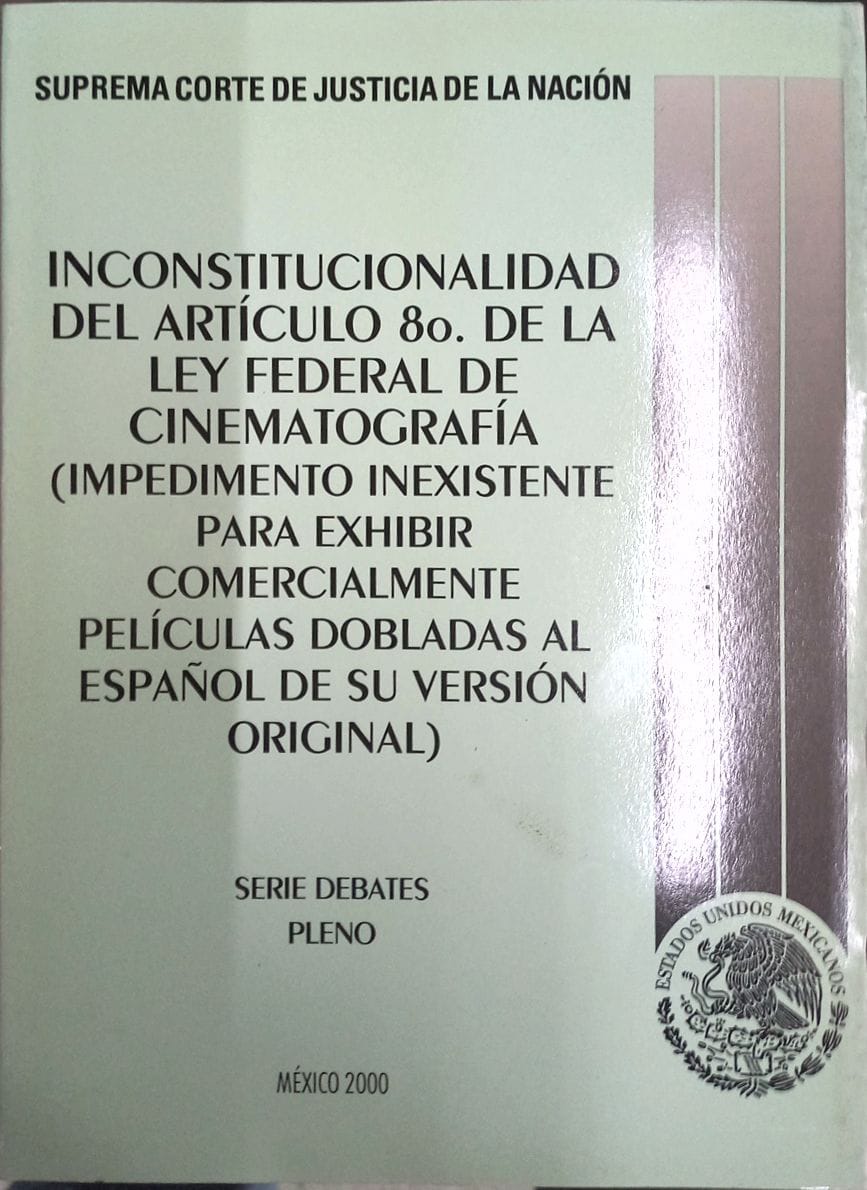 SUPREMA CORTE DE JUSTICIA DE LA NACIÓN
INCONSTITUCIONALIDAD
DEL ARTÍCULO 8o. DE LA
LEY FEDERAL DE
CINEMATOGRAFÍA
(IMPEDIMENTO INEXISTENTE
PARA EXHIBIR
COMERCIALMENTE
PELÍCULAS DOBLADAS AL
ESPAÑOL DE SU VERSIÓN
ORIGINAL)
SERIE DEBATES
PLENO
ESTADOS UNIDOS MEXICANOS
MÉXICO 2000